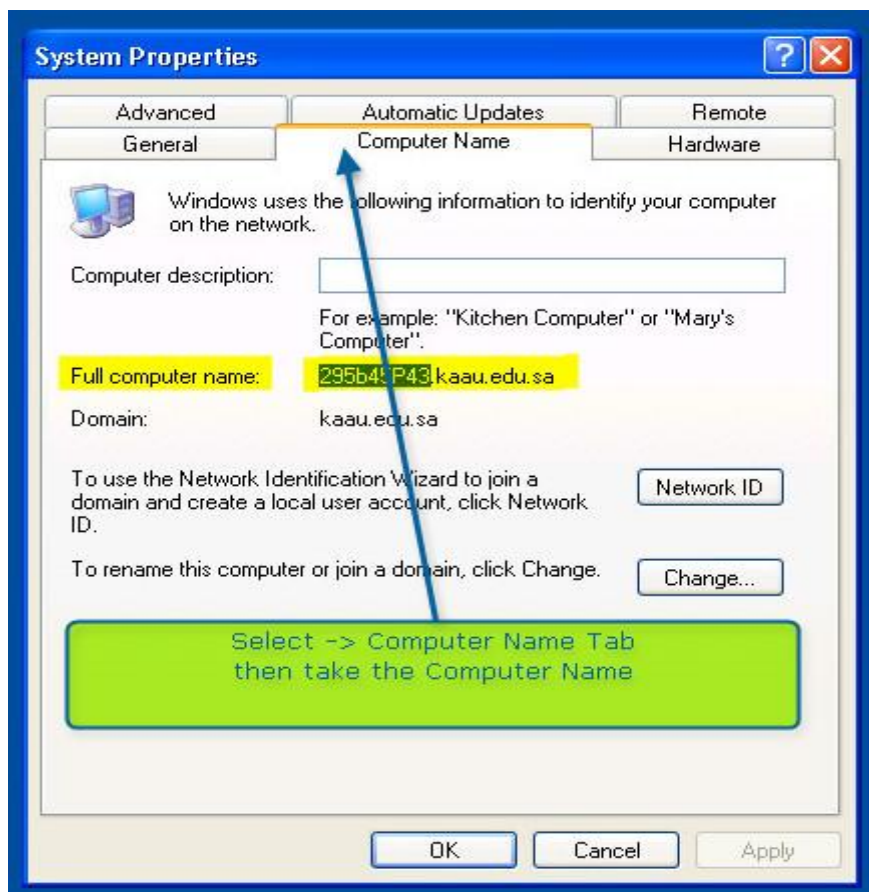 System Properties
Advanced
Automatic Updates
Remote
General
Computer Name
Hardware
Windows uses the following information to identify your computer
on the network.
Computer description:
For example: "Kitchen Computer" or "Mary's
Computer".
Full computer name:
295b45P43.kaau.edu.sa
Domain:
kaau.edu.sa
To use the Network Identification Wizard to join a
domain and create a local user account, click Network
ID.
Network ID
To rename this computer or join a domain, click Change.
Change...
Select -> Computer Name Tab
then take the Computer Name
OK
Cancel
Apply